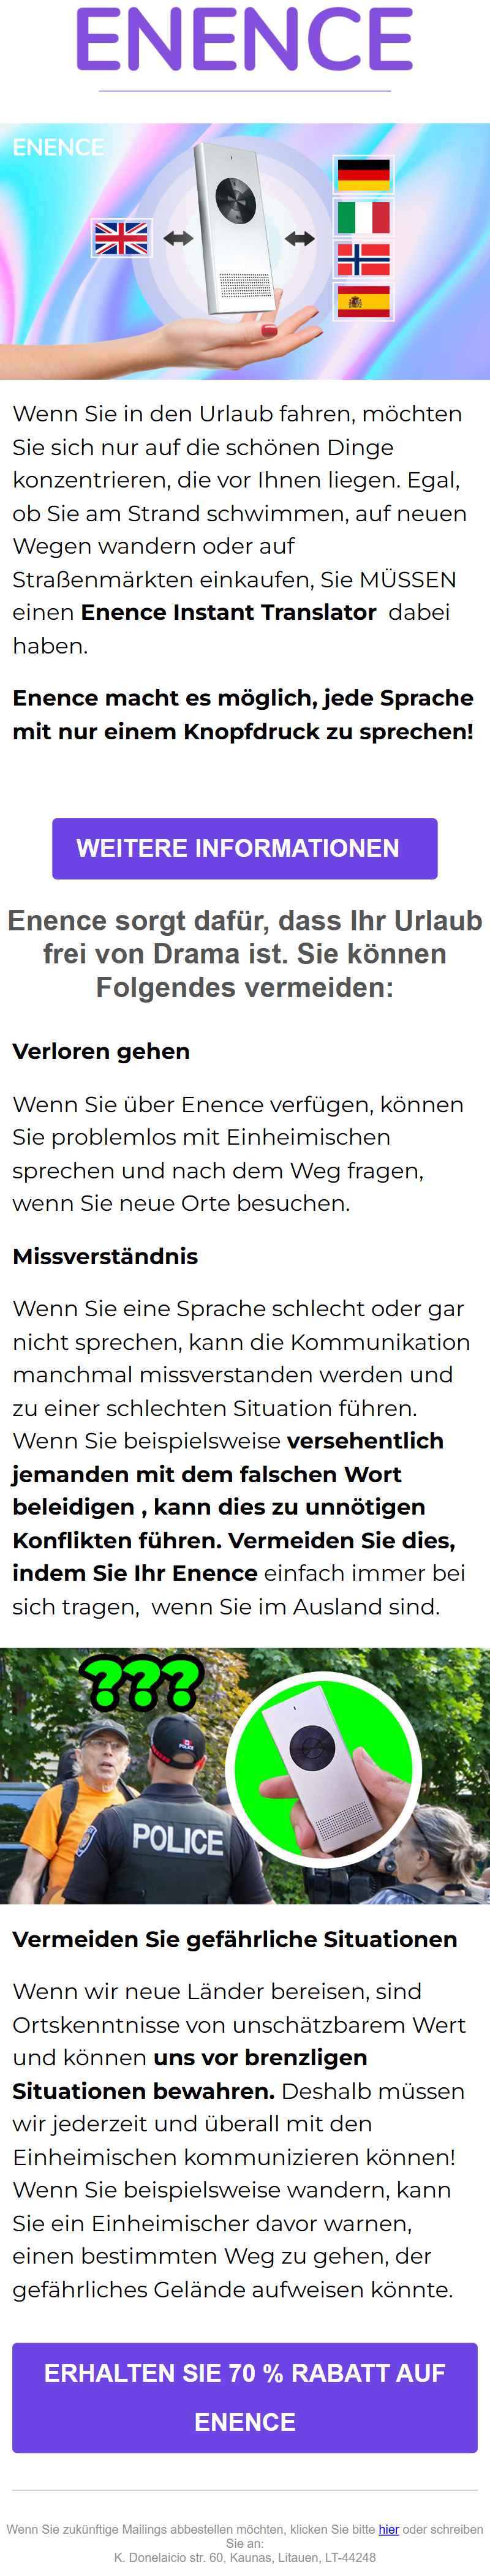 ENENCE
ENENCE
Wenn Sie in den Urlaub fahren, möchten
Sie sich nur auf die schönen Dinge
konzentrieren, die vor Ihnen liegen. Egal,
ob Sie am Strand schwimmen, auf neuen
Wegen wandern oder auf
Straßenmärkten einkaufen, Sie MÜSSEN
einen Enence Instant Translator dabei
haben.
Enence macht es möglich, jede Sprache
mit nur einem Knopfdruck zu sprechen!
WEITERE INFORMATIONEN
Enence sorgt dafür, dass Ihr Urlaub
frei von Drama ist. Sie können
Folgendes vermeiden:
Verloren gehen
Wenn Sie über Enence verfügen, können
Sie problemlos mit Einheimischen
sprechen und nach dem Weg fragen,
wenn Sie neue Orte besuchen.
Missverständnis
Wenn Sie eine Sprache schlecht oder gar
nicht sprechen, kann die Kommunikation
manchmal missverstanden werden und
zu einer schlechten Situation führen.
Wenn Sie beispielsweise versehentlich
jemanden mit dem falschen Wort
beleidigen , kann dies zu unnötigen
Konflikten führen. Vermeiden Sie dies,
indem Sie Ihr Enence einfach immer bei
sich tragen, wenn Sie im Ausland sind.
???
POLICE
POLICE
Vermeiden Sie gefährliche Situationen
Wenn wir neue Länder bereisen, sind
Ortskenntnisse von unschätzbarem Wert
und können uns vor brenzligen
Situationen bewahren. Deshalb müssen
wir jederzeit und überall mit den
Einheimischen kommunizieren können!
Wenn Sie beispielsweise wandern, kann
Sie ein Einheimischer davor warnen,
einen bestimmten Weg zu gehen, der
gefährliches Gelände aufweisen könnte.
ERHALTEN SIE 70 % RABATT AUF
ENENCE
Wenn Sie zukünftige Mailings abbestellen möchten, klicken Sie bitte hier oder schreiben
Sie an:
K. Donelaicio str. 60, Kaunas, Litauen, LT-44248